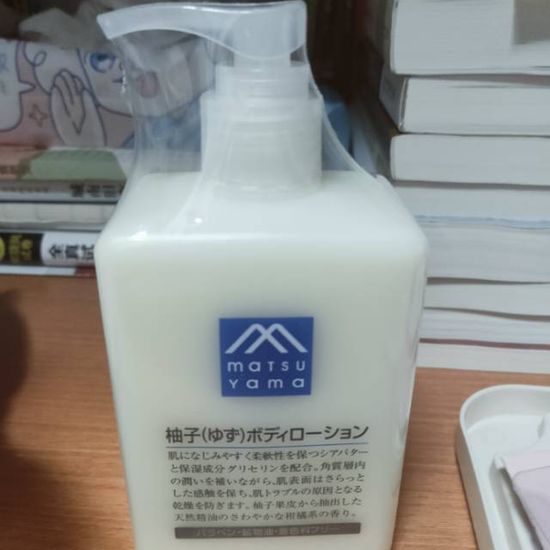 全真試
matsu
yama
柚子(ゆず)ボディローション
肌になじみやすく柔軟性を保つシアバター
と保湿成分グリセリンを配合。角質層内
の潤いを補いながら、肌表面はさらっと
した感触を保ち、肌トラブルの原因となる
乾燥を防ぎます。柚子果皮から抽出した
天然精油のさわやかな柑橘系の香り。
パラベン・鉱物油・着色料フリー